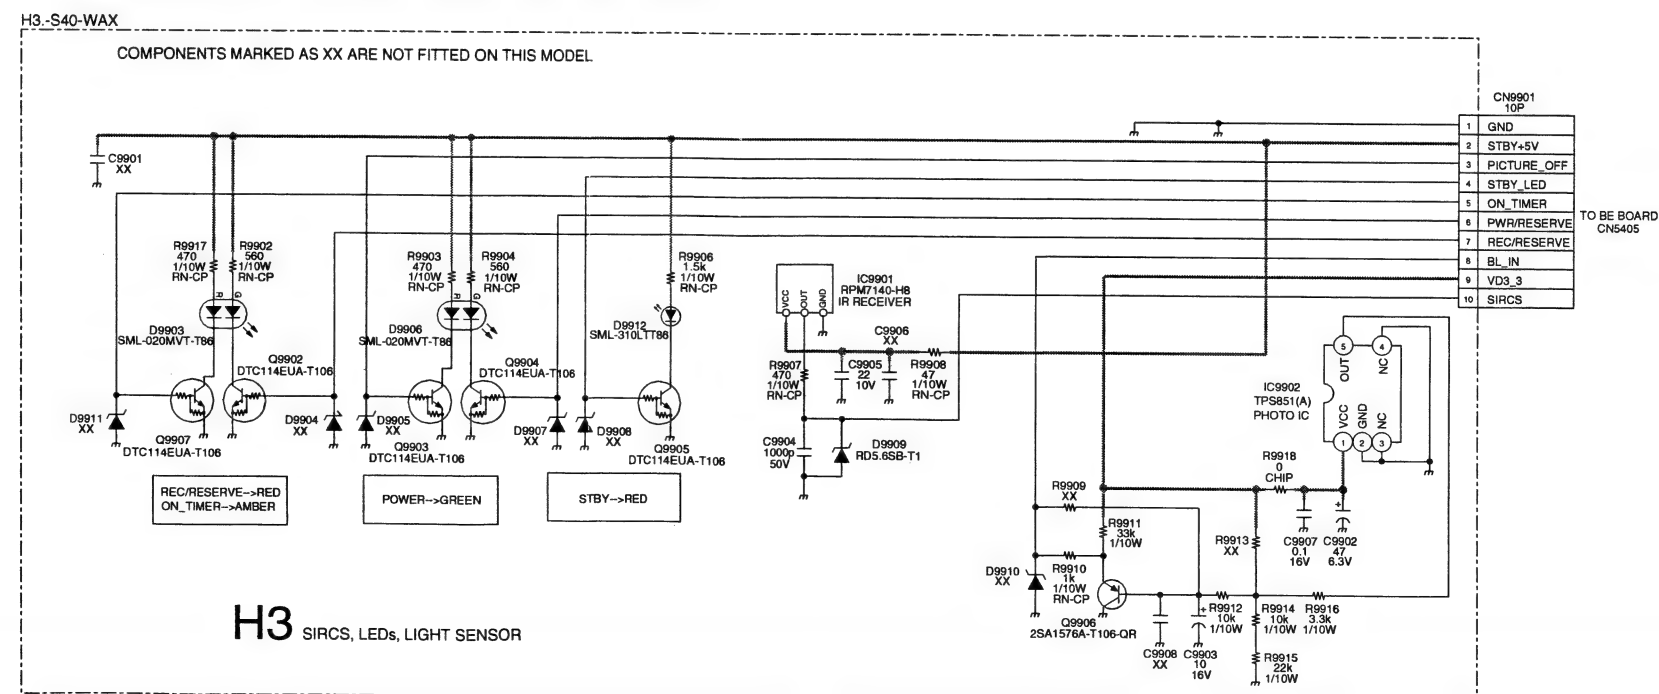 H3.-S40-WAX
COMPONENTS MARKED AS XX ARE NOT FITTED ON THIS MODEL
CN9901
10P
1 GND
2 STBY+5V
3 PICTURE_OFF
4 STBY_LED
5 ON_TIMER
6 PWR/RESERVE
7 REC/RESERVE
8 BL_IN
9 VD3_3
10 SIRCS
TO BE BOARD
CN5405
C9901
XX
R9917
470
1/10W
RN-CP
R9902
560
1/10W
RN-CP
R
G
D9903
SML-020MVT-T86
Q9902
DTC114EUA-T106
D9911
XX
Q9907
DTC114EUA-T106
D9904
XX
R9903
470
1/10W
RN-CP
R9904
560
1/10W
RN-CP
R
G
D9906
SML-020MVT-T86
Q9904
DTC114EUA-T106
D9905
XX
Q9903
DTC114EUA-T106
D9907
XX
R9906
1.5k
1/10W
RN-CP
D9912
SML-310LTT86
D9908
XX
Q9905
DTC114EUA-T106
REC/RESERVE-->RED
ON_TIMER-->AMBER
POWER-->GREEN
STBY-->RED
VCC
OUT
GND
IC9901
RPM7140-H8
IR RECEIVER
R9907
470
1/10W
RN-CP
C9905
22
10V
C9906
XX
R9908
47
1/10W
RN-CP
C9904
1000p
50V
D9909
RD5.6SB-T1
5
4
OUT
NC
IC9902
TPS851(A)
PHOTO IC
VCC
GND
NC
1
2
3
R9918
0
CHIP
R9909
XX
R9911
33k
1/10W
R9913
XX
C9907
0.1
16V
+
C9902
47
6.3V
D9910
XX
R9910
1k
1/10W
RN-CP
Q9906
2SA1576A-T106-QR
C9908
XX
+
C9903
10
16V
R9912
10k
1/10W
R9914
10k
1/10W
R9916
3.3k
1/10W
R9915
22k
1/10W
H3 SIRCS, LEDs, LIGHT SENSOR